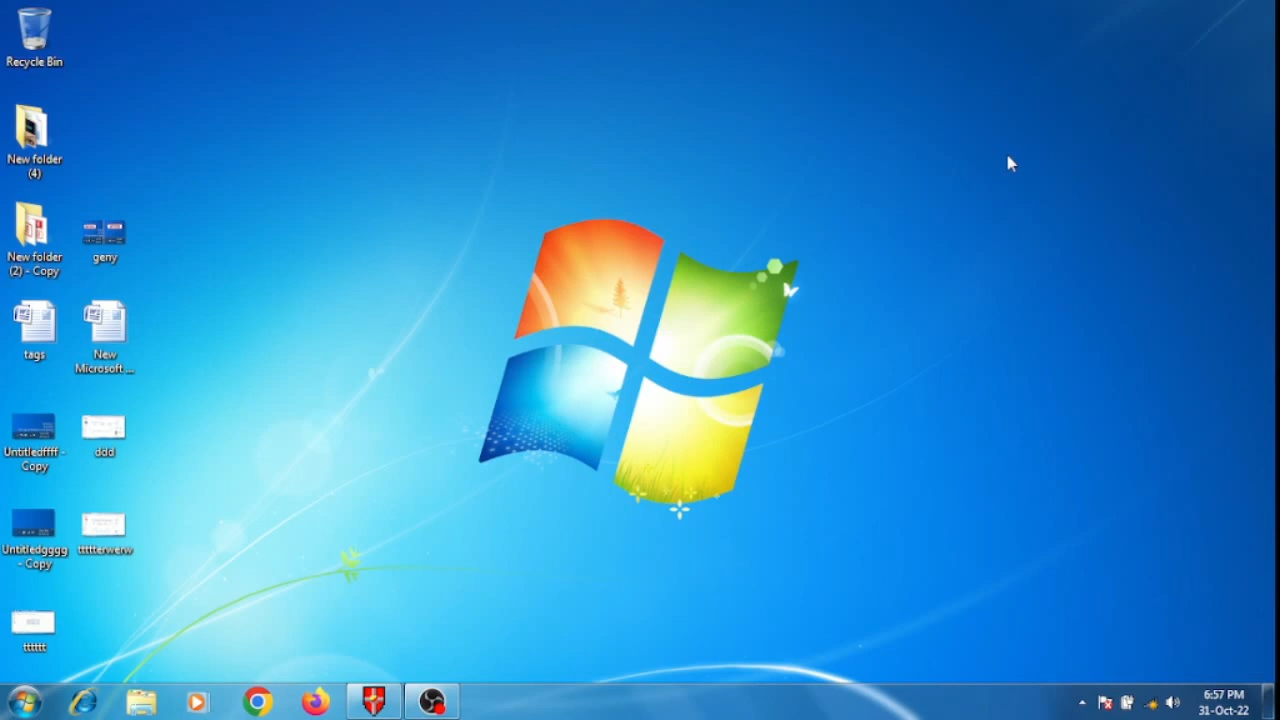 Recycle Bin
New folder
(4)
New folder
(2) - Copy
geny
tags
New
Microsoft ...
Untitledffff -
Copy
ddd
Untitledgggg
- Copy
ttttterwerw
tttttt
6:57 PM
31-Oct-22